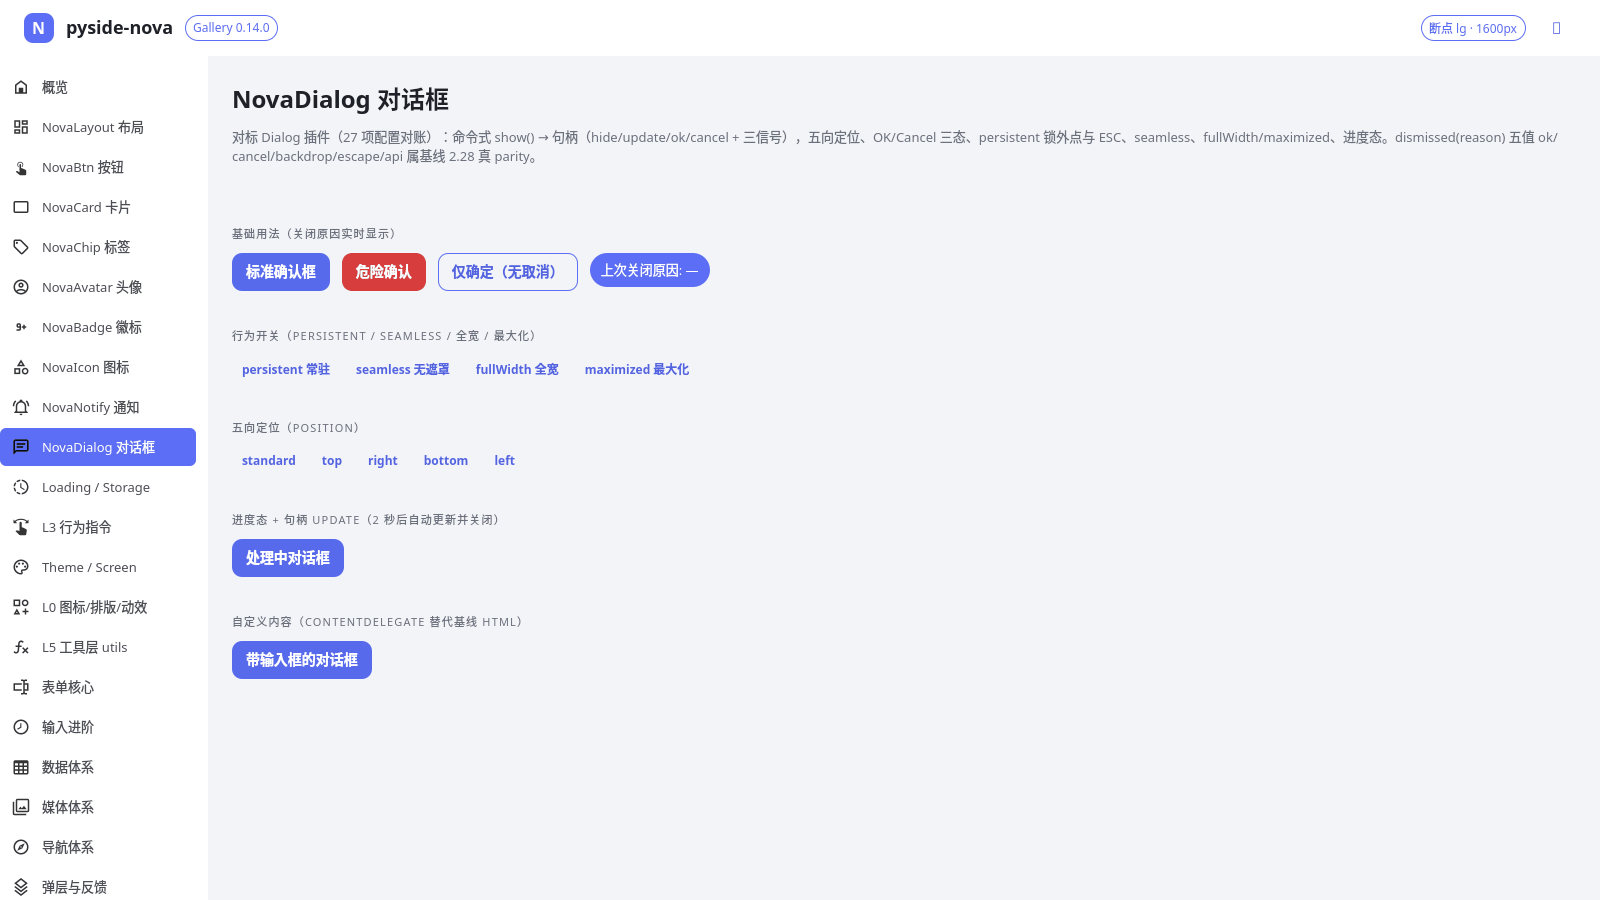 N pyside-nova Gallery 0.14.0 断点 lg · 1600px
概览
NovaLayout 布局
NovaBtn 按钮
NovaCard 卡片
NovaChip 标签
NovaAvatar 头像
9+ NovaBadge 徽标
NovaIcon 图标
NovaNotify 通知
NovaDialog 对话框
Loading / Storage
L3 行为指令
Theme / Screen
L0 图标/排版/动效
L5 工具层 utils
表单核心
输入进阶
数据体系
媒体体系
导航体系
弹层与反馈
NovaDialog 对话框
对标 Dialog 插件（27 项配置对账）：命令式 show() → 句柄（hide/update/ok/cancel + 三信号），五向定位、OK/Cancel 三态、persistent 锁外点与 ESC、seamless、fullWidth/maximized、进度态。dismissed(reason) 五值 ok/
cancel/backdrop/escape/api 属基线 2.28 真 parity。
基础用法（关闭原因实时显示）
标准确认框 危险确认 仅确定（无取消） 上次关闭原因: —
行为开关（PERSISTENT / SEAMLESS / 全宽 / 最大化）
persistent 常驻 seamless 无遮罩 fullWidth 全宽 maximized 最大化
五向定位（POSITION）
standard top right bottom left
进度态 + 句柄 UPDATE（2 秒后自动更新并关闭）
处理中对话框
自定义内容（CONTENTDELEGATE 替代基线 HTML）
带输入框的对话框